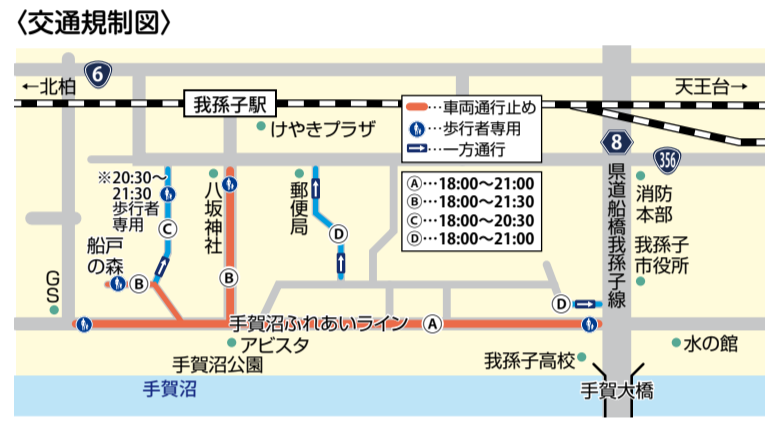 〈交通規制図〉
6
←北柏
我孫子駅
天王台→
けやきプラザ
…車両通行止め
…歩行者専用
…一方通行
8
356
Ⓐ…18:00〜21:00
Ⓑ…18:00〜21:30
Ⓒ…18:00〜20:30
Ⓓ…18:00〜21:00
※20:30〜
21:30
歩行者
専用
八坂神社
郵便局
県道船橋我孫子線
消防
本部
我孫子
市役所
船戸
の森
Ⓒ
Ⓓ
Ⓑ
Ⓑ
Ⓓ
GS
手賀沼ふれあいライン
Ⓐ
アビスタ
手賀沼公園
我孫子高校
水の館
手賀沼
手賀大橋